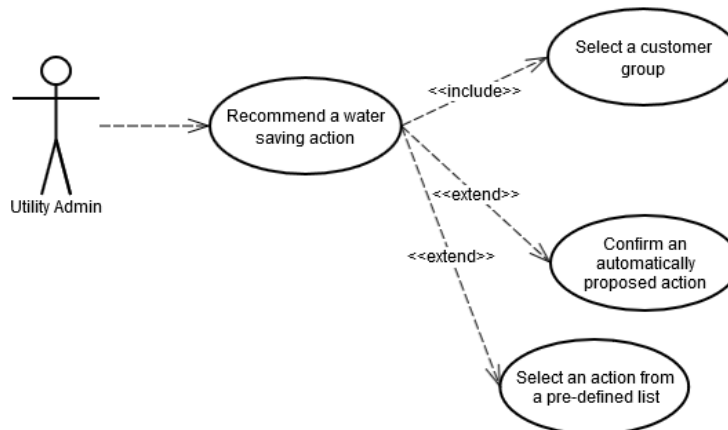 Select a customer
group
<<include>>
Recommend a water
saving action
Utility Admin
<<extend>>
<<extend>>
Confirm an
automatically
proposed action
Select an action from
a pre-defined list